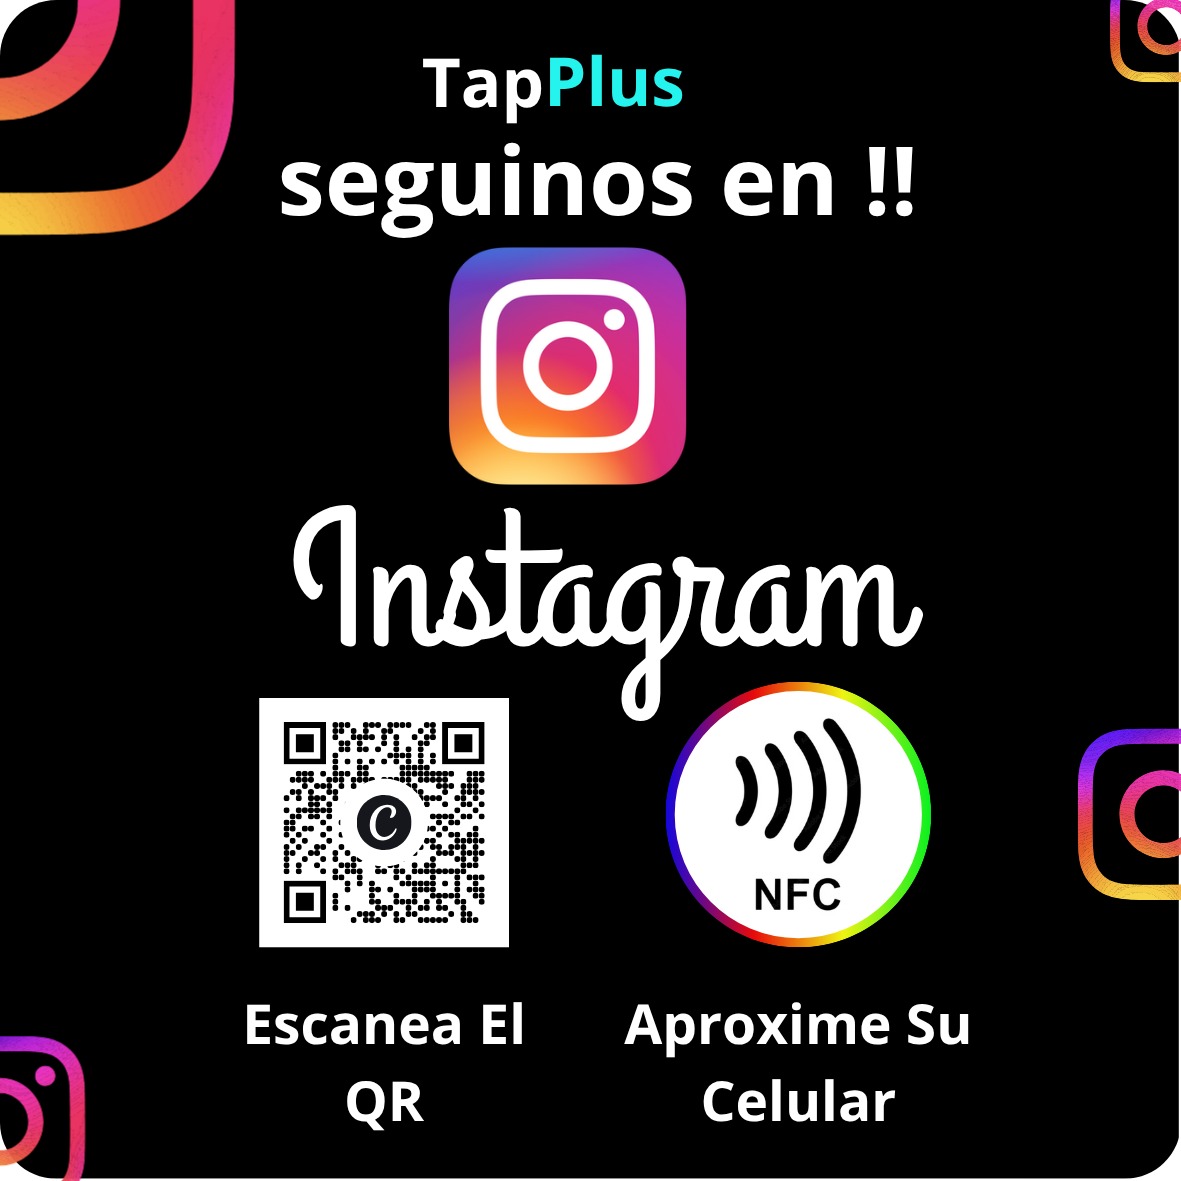 TapPlus
seguinos en !!
Instagram
C
NFC
Escanea El
QR
Aproxime Su
Celular